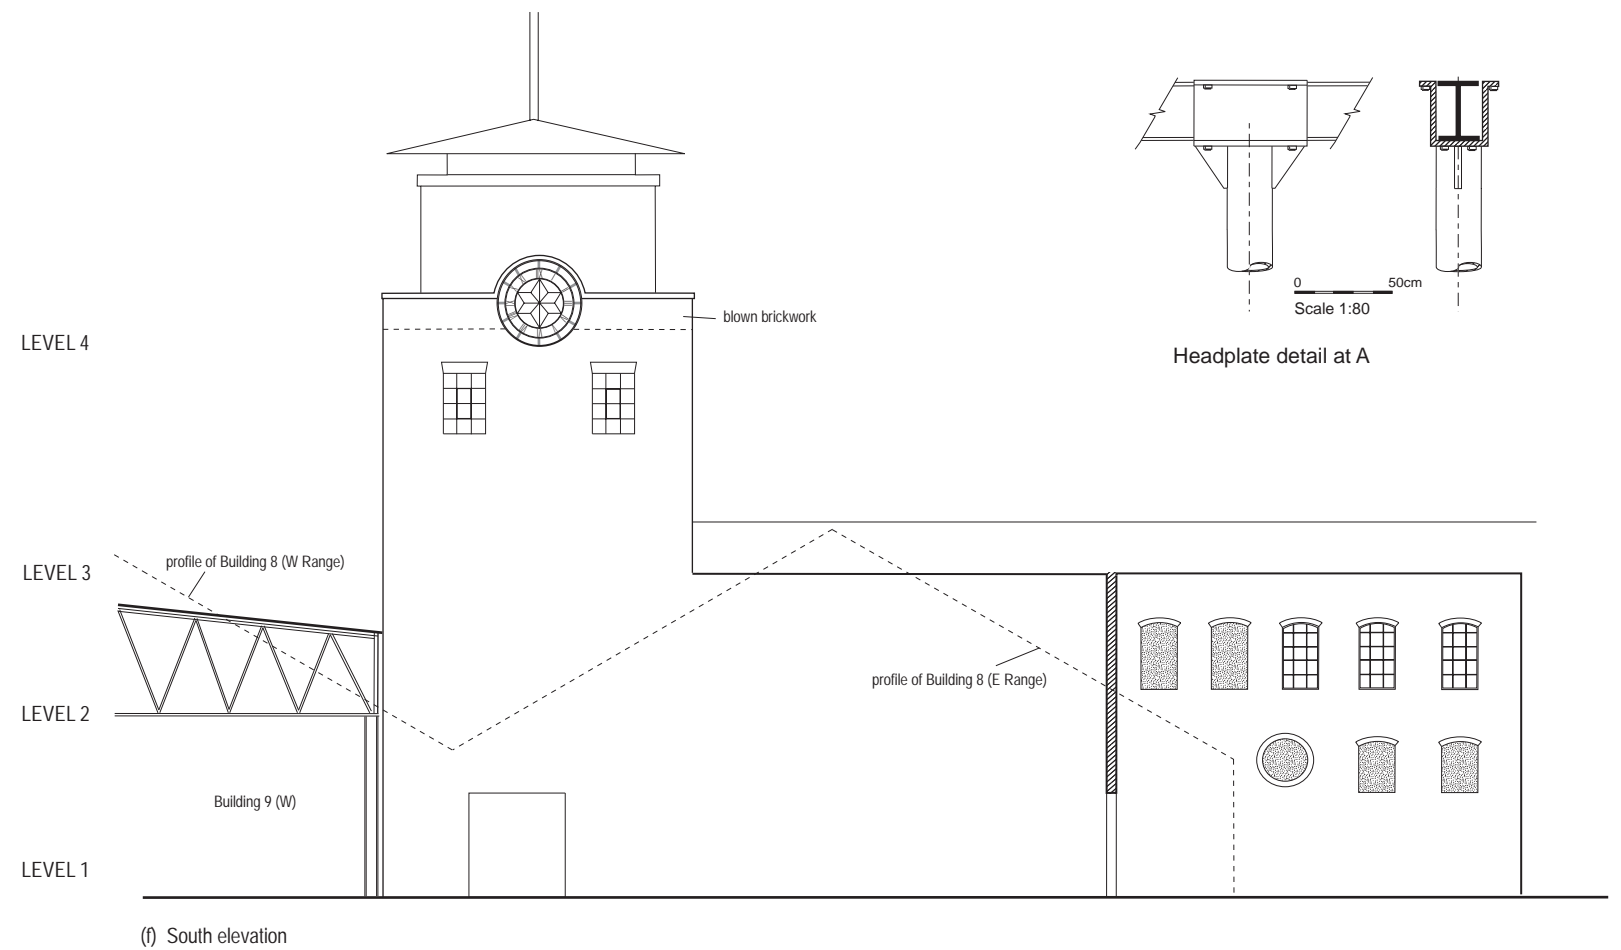 0 50cm
Scale 1:80
Headplate detail at A
blown brickwork
LEVEL 4
LEVEL 3
profile of Building 8 (W Range)
profile of Building 8 (E Range)
LEVEL 2
Building 9 (W)
LEVEL 1
(f) South elevation